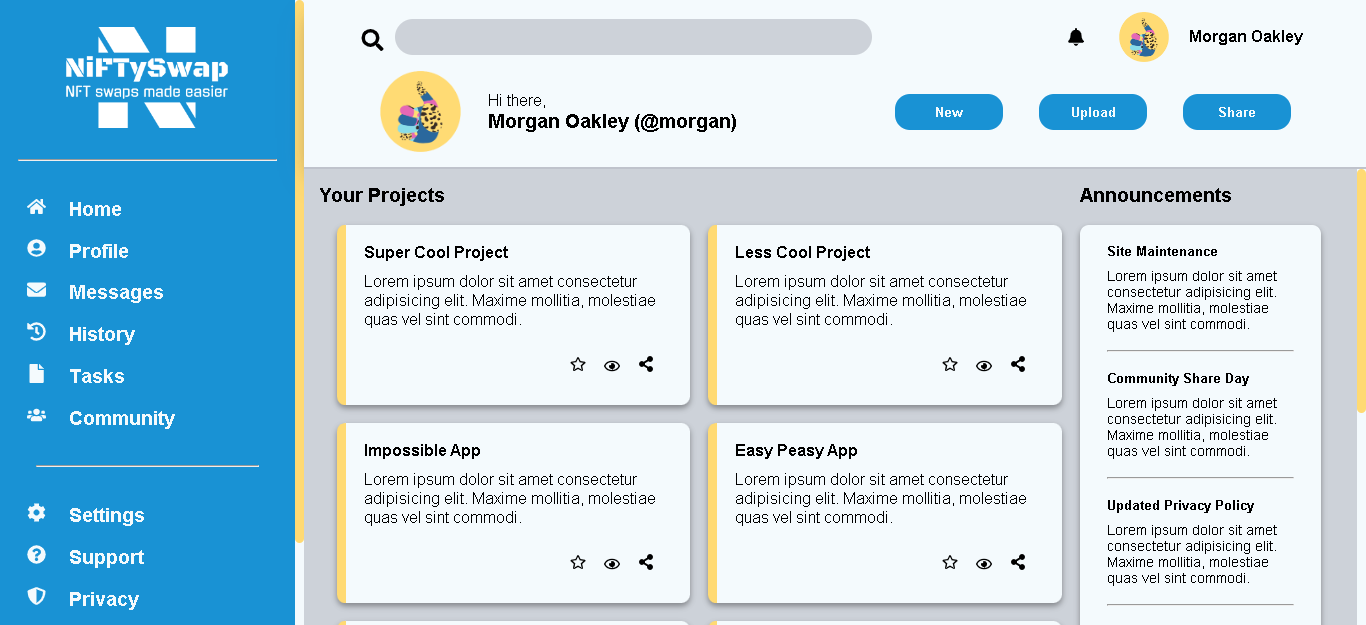 NiFTySwap
NFT swaps made easier
Home
Profile
Messages
History
Tasks
Community
Settings
Support
Privacy
Morgan Oakley
Hi there,
Morgan Oakley (@morgan)
New
Upload
Share
Your Projects
Super Cool Project
Lorem ipsum dolor sit amet consectetur
adipisicing elit. Maxime mollitia, molestiae
quas vel sint commodi.
Less Cool Project
Lorem ipsum dolor sit amet consectetur
adipisicing elit. Maxime mollitia, molestiae
quas vel sint commodi.
Impossible App
Lorem ipsum dolor sit amet consectetur
adipisicing elit. Maxime mollitia, molestiae
quas vel sint commodi.
Easy Peasy App
Lorem ipsum dolor sit amet consectetur
adipisicing elit. Maxime mollitia, molestiae
quas vel sint commodi.
Announcements
Site Maintenance
Lorem ipsum dolor sit amet
consectetur adipisicing elit.
Maxime mollitia, molestiae
quas vel sint commodi.
Community Share Day
Lorem ipsum dolor sit amet
consectetur adipisicing elit.
Maxime mollitia, molestiae
quas vel sint commodi.
Updated Privacy Policy
Lorem ipsum dolor sit amet
consectetur adipisicing elit.
Maxime mollitia, molestiae
quas vel sint commodi.